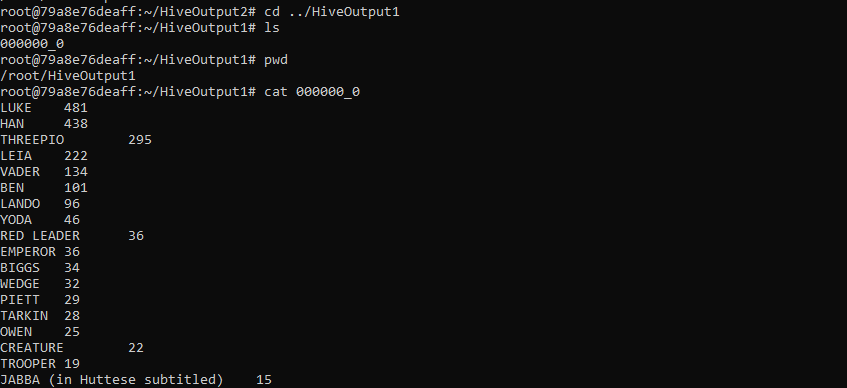 root@79a8e76deaff:~/HiveOutput2# cd ../HiveOutput1
root@79a8e76deaff:~/HiveOutput1# ls
000000_0
root@79a8e76deaff:~/HiveOutput1# pwd
/root/HiveOutput1
root@79a8e76deaff:~/HiveOutput1# cat 000000_0
LUKE    481
HAN     438
THREEPIO        295
LEIA    222
VADER   134
BEN     101
LANDO   96
YODA    46
RED LEADER      36
EMPEROR 36
BIGGS   34
WEDGE   32
PIETT   29
TARKIN  28
OWEN    25
CREATURE        22
TROOPER 19
JABBA (in Huttese subtitled)    15